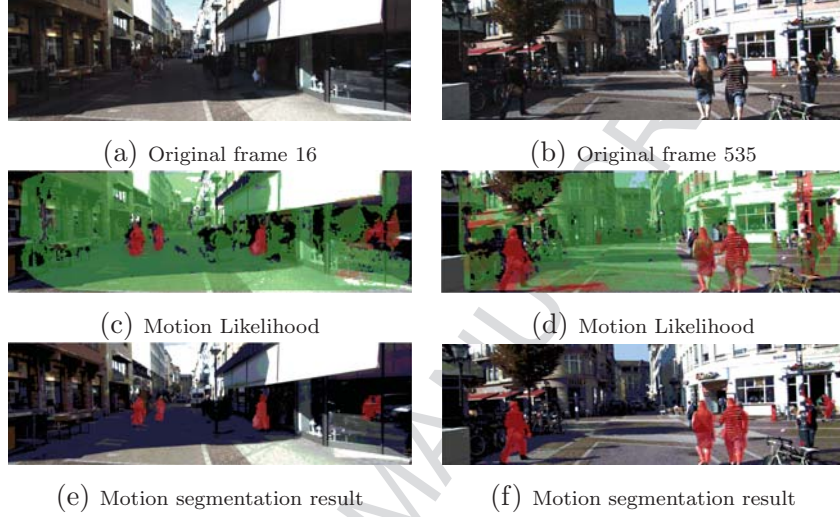 (a) Original frame 16
(b) Original frame 535
(c) Motion Likelihood
(d) Motion Likelihood
(e) Motion segmentation result
(f) Motion segmentation result